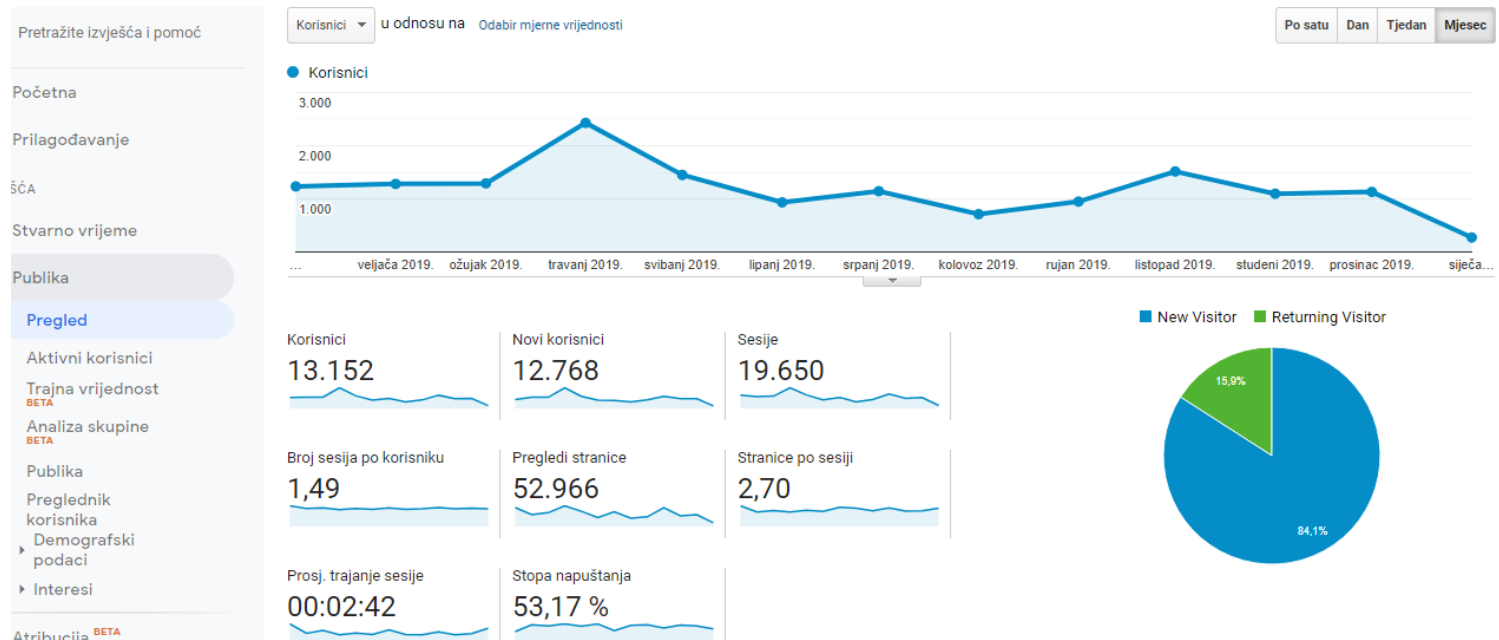 Pretražite izvješća i pomoć
Početna
Prilagođavanje
ŠĆA
Stvarno vrijeme
Publika
Pregled
Aktivni korisnici
Trajna vrijednost
BETA
Analiza skupine
BETA
Publika
Preglednik
korisnika
Demografski
podaci
Interesi
Atribucija BETA
Korisnici u odnosu na Odabir mjerne vrijednosti
Po satu Dan Tjedan Mjesec
Korisnici
3.000
2.000
1.000
... veljača 2019. ožujak 2019. travanj 2019. svibanj 2019. lipanj 2019. srpanj 2019. kolovoz 2019. rujan 2019. listopad 2019. studeni 2019. prosinac 2019. siječa...
Korisnici
13.152
Novi korisnici
12.768
Sesije
19.650
Broj sesija po korisniku
1,49
Pregledi stranice
52.966
Stranice po sesiji
2,70
Prosj. trajanje sesije
00:02:42
Stopa napuštanja
53,17 %
New Visitor Returning Visitor
15,9%
84,1%